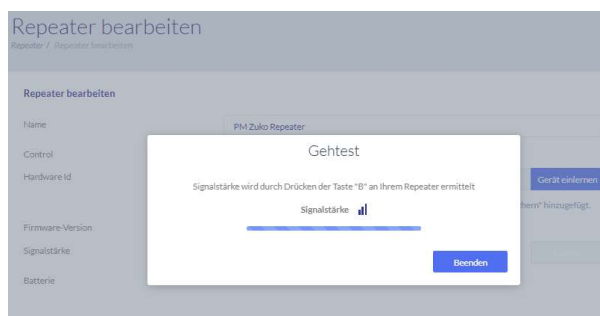 Repeater bearbeiten
Repeater / Repeater bearbeiten
Repeater bearbeiten
Name
PM Zuko Repeater
Control
Gehtest
Hardware Id
Gerät einlernen
Signalstärke wird durch Drücken der Taste "B" an Ihrem Repeater ermittelt
hern" hinzugefügt.
Signalstärke
Firmware-Version
Signalstärke
Beenden
Batterie